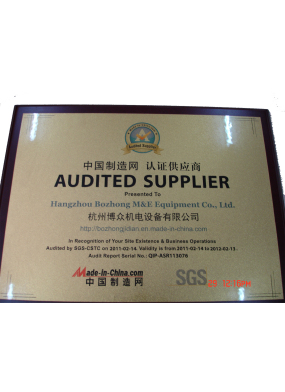 Audited Supplier
中国制造网 认证供应商
AUDITED SUPPLIER
Presented To
Hangzhou Bozhong M&E Equipment Co., Ltd.
杭州博众机电设备有限公司
http://bozhongjidian.en.made-in-china.com
In Recognition of Your Site Existence & Business Operations
Audited by SGS-CSTC on 2011-02-14. Validity is from 2011-02-14 to 2012-02-13.
Audit Report Serial No.: QIP-ASR113076
Made-in-China.com
中国制造网
SGS